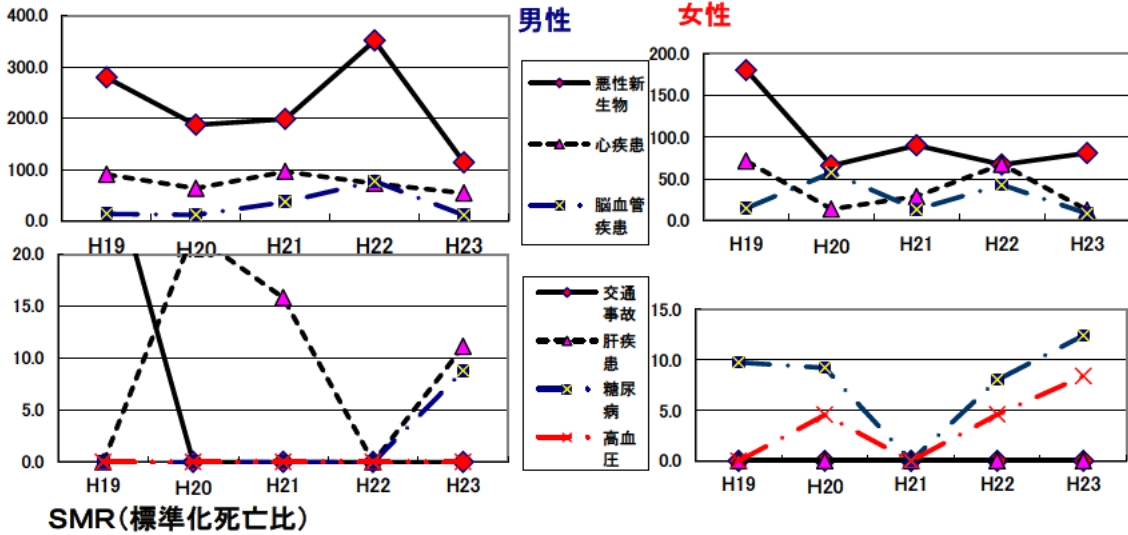 男性
女性
400.0
300.0
200.0
100.0
0.0
H19
H20
H21
H22
H23
悪性新
生物
心疾患
脳血管
疾患
200.0
150.0
100.0
50.0
0.0
H19
H20
H21
H22
H23
20.0
15.0
10.0
5.0
0.0
H19
H20
H21
H22
H23
交通
事故
肝疾
患
糖尿
病
高血
圧
15.0
10.0
5.0
0.0
H19
H20
H21
H22
H23
SMR(標準化死亡比)